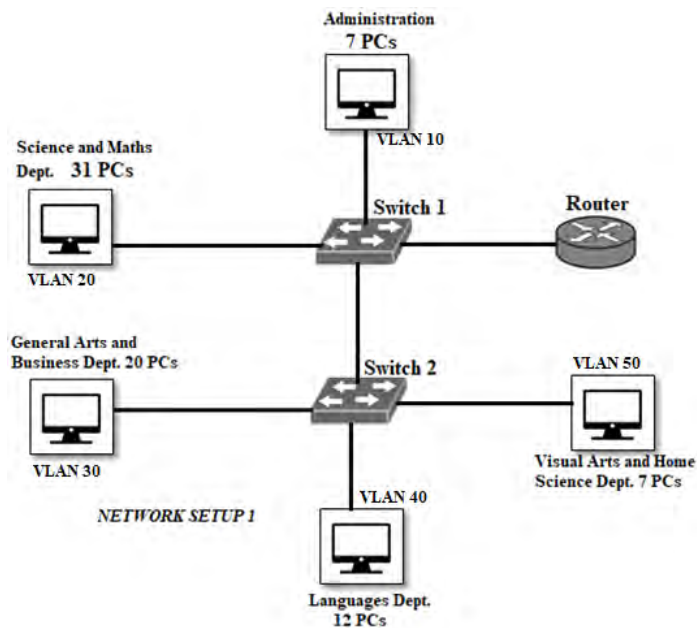 Administration
7 PCs
VLAN 10
Science and Maths
Dept. 31 PCs
VLAN 20
Switch 1
Router
General Arts and
Business Dept. 20 PCs
VLAN 30
Switch 2
VLAN 50
Visual Arts and Home
Science Dept. 7 PCs
NETWORK SETUP 1
VLAN 40
Languages Dept.
12 PCs